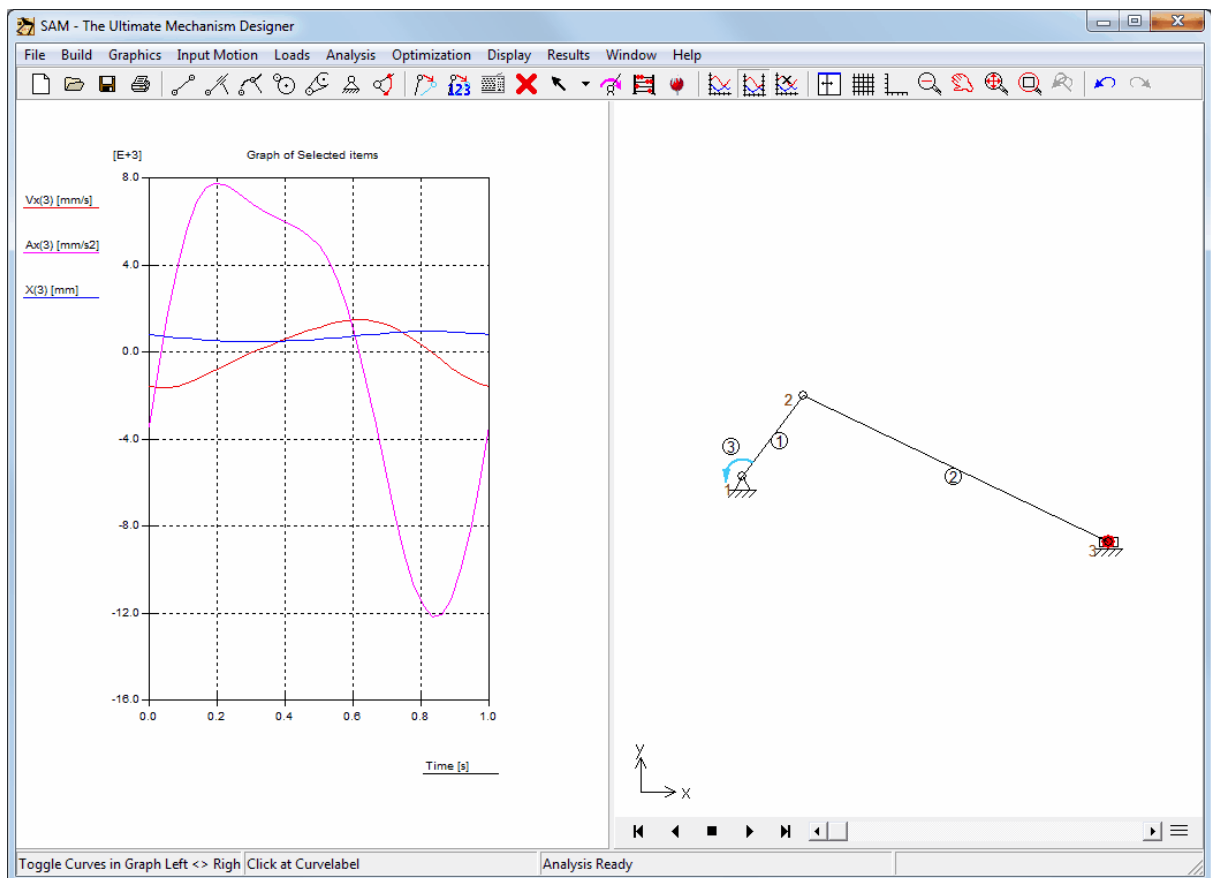 SAM - The Ultimate Mechanism Designer
File Build Graphics Input Motion Loads Analysis Optimization Display Results Window Help
123
[E+3] Graph of Selected items
8.0
Vx(3) [mm/s]
Ax(3) [mm/s2]
4.0
X(3) [mm]
0.0
-4.0
-8.0
-12.0
-16.0
0.0 0.2 0.4 0.6 0.8 1.0
Time [s]
2
1
3
1
2
3
y
x
Toggle Curves in Graph Left <> Righ Click at Curvelabel Analysis Ready